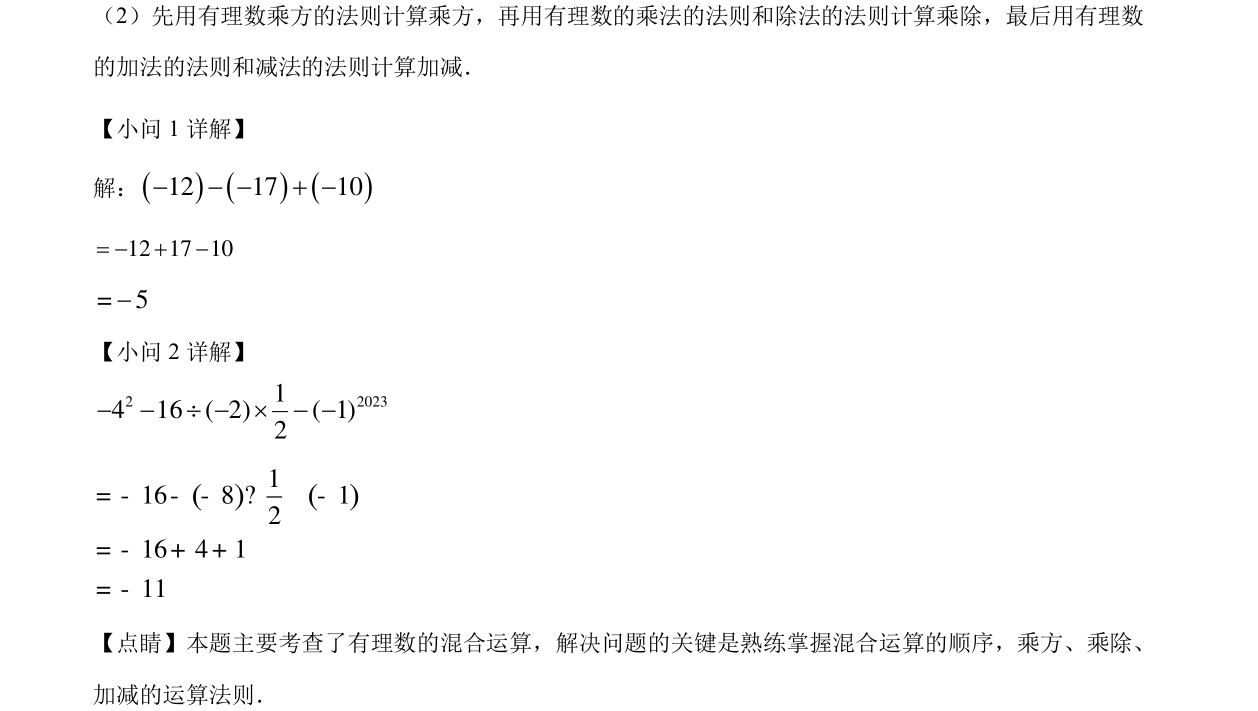 （2）先用有理数乘方的法则计算乘方，再用有理数的乘法的法则和除法的法则计算乘除，最后用有理数
的加法的法则和减法的法则计算加减．
【小问 1 详解】
解：(−12)−(−17)+(−10)
=−12+17−10
=−5
【小问 2 详解】
−4² −16÷(−2)×1/2−(−1)²⁰²³
= - 16- (- 8)? 1/2 (- 1)
= - 16+ 4+ 1
= - 11
【点睛】本题主要考查了有理数的混合运算，解决问题的关键是熟练掌握混合运算的顺序，乘方、乘除、
加减的运算法则．